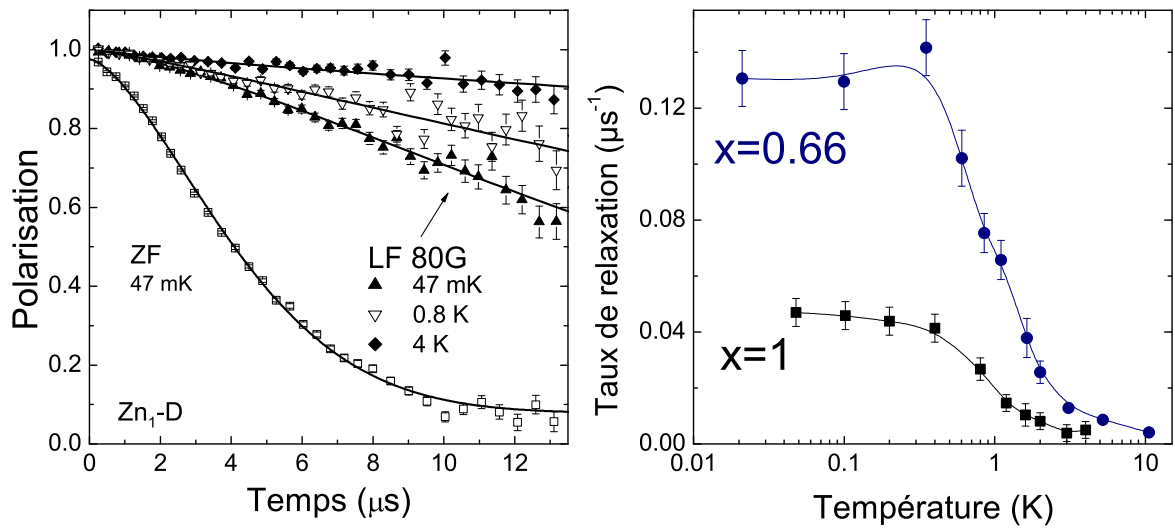 1.0
0.8
0.6
0.4
0.2
0.0
Polarisation
ZF
47 mK
LF 80G
47 mK
0.8 K
4 K
Zn₁-D
0 2 4 6 8 10 12
Temps (μs)
0.12
0.08
0.04
0.00
Taux de relaxation (μs⁻¹)
x=0.66
x=1
0.01 0.1 1 10
Température (K)